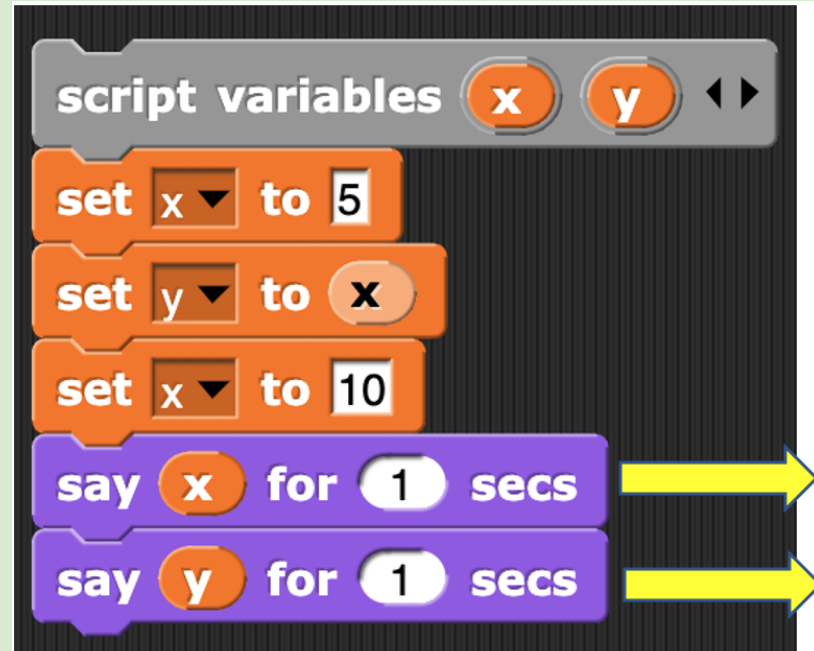 script variables x y
set x to 5
set y to x
set x to 10
say x for 1 secs
say y for 1 secs